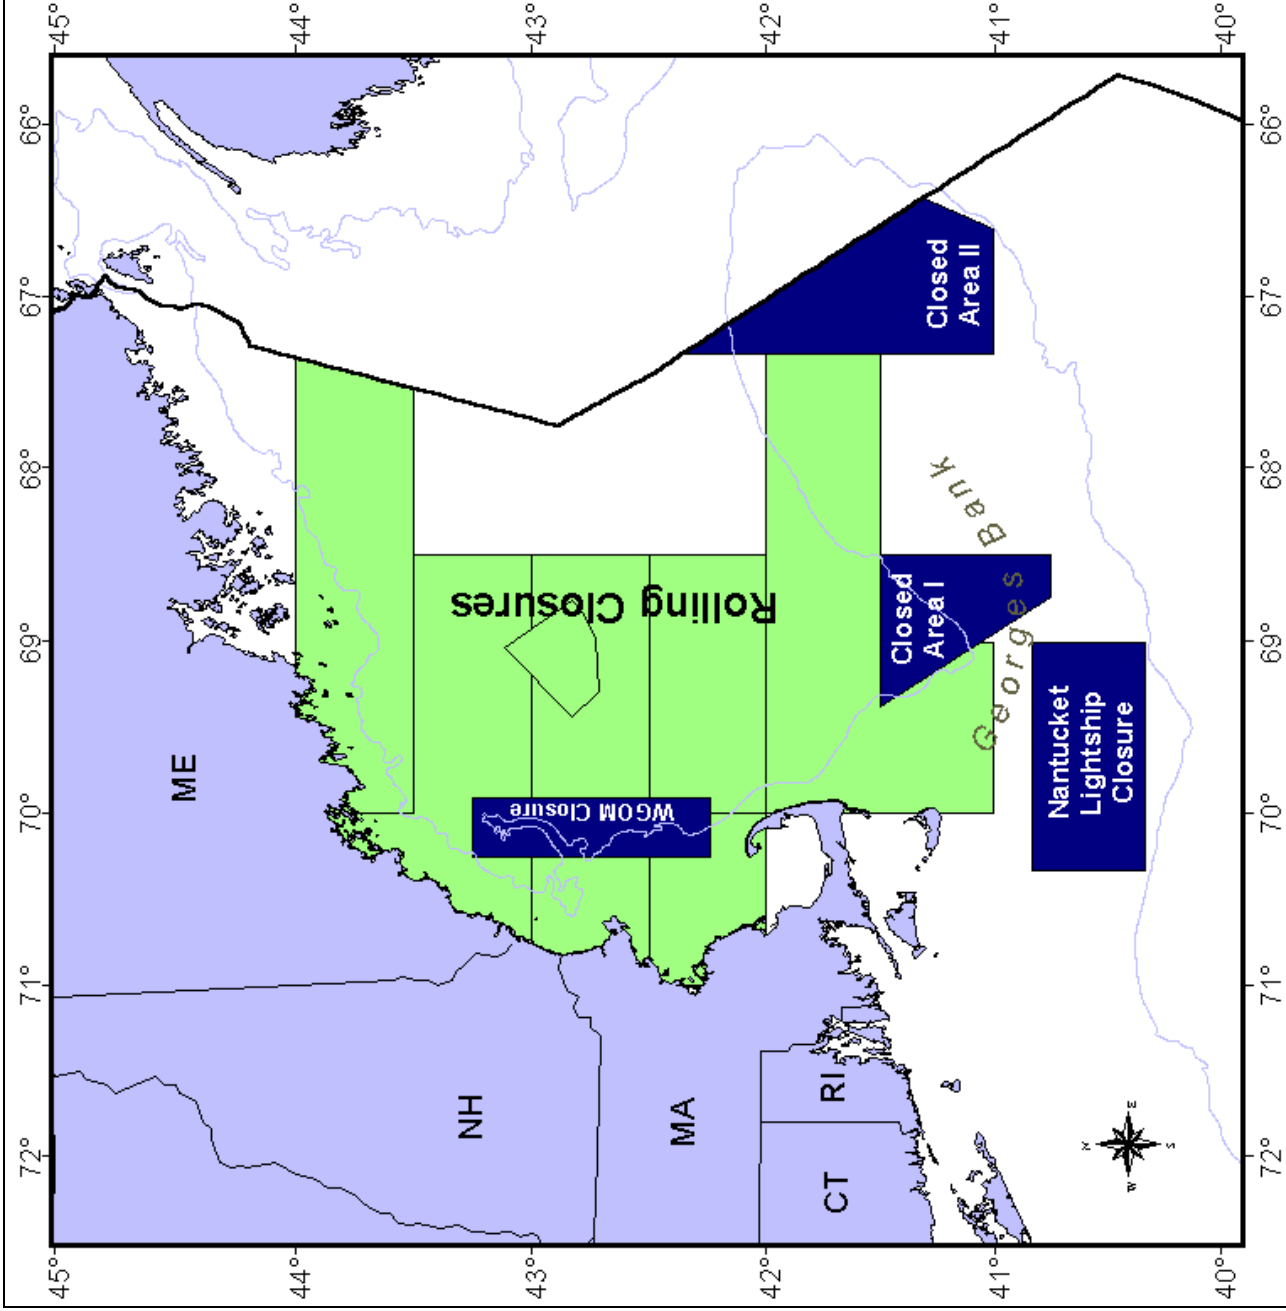 72° 71° 70° 69° 68° 67° 66°
45° 45°
ME
44° 44°
NH
Rolling Closures
WGOM Closure
43° 43°
MA
42° 42°
CT
RI
Closed
Area I
Closed
Area II
Georges Bank
41° 41°
Nantucket
Lightship
Closure
N
W E
S
40° 40°
72° 71° 70° 69° 68° 67° 66°